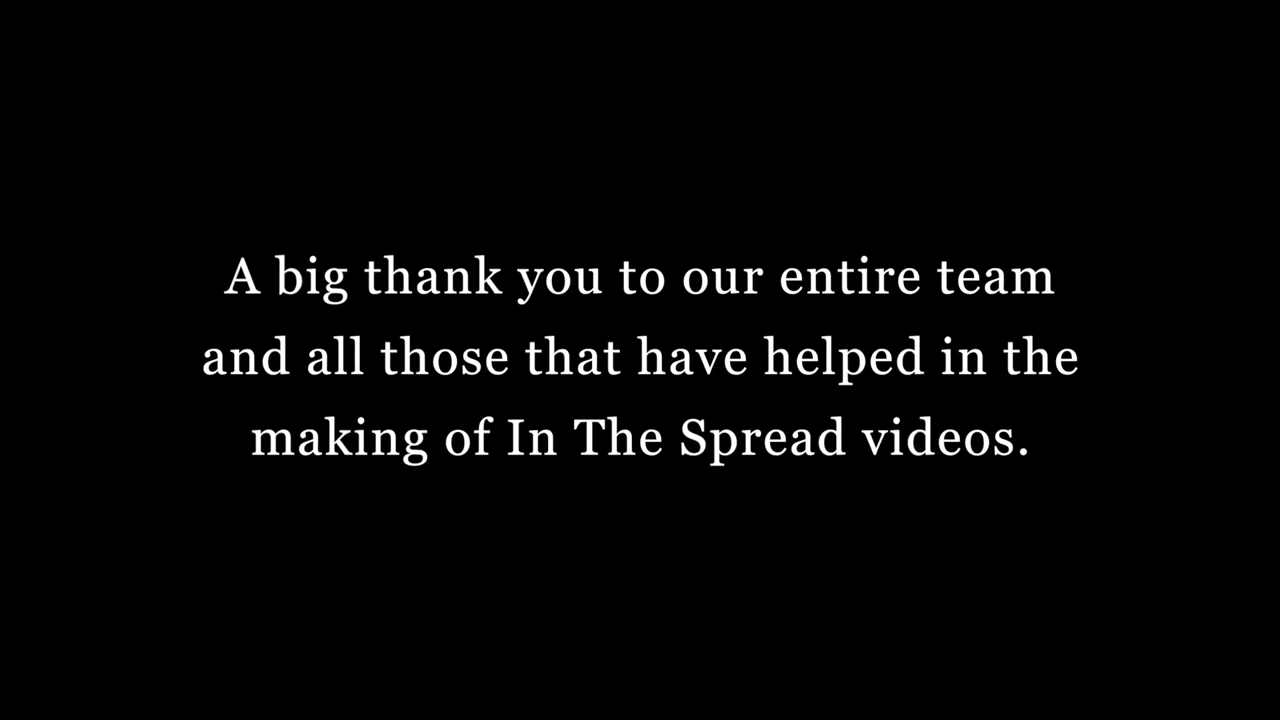 A big thank you to our entire team
and all those that have helped in the
making of In The Spread videos.